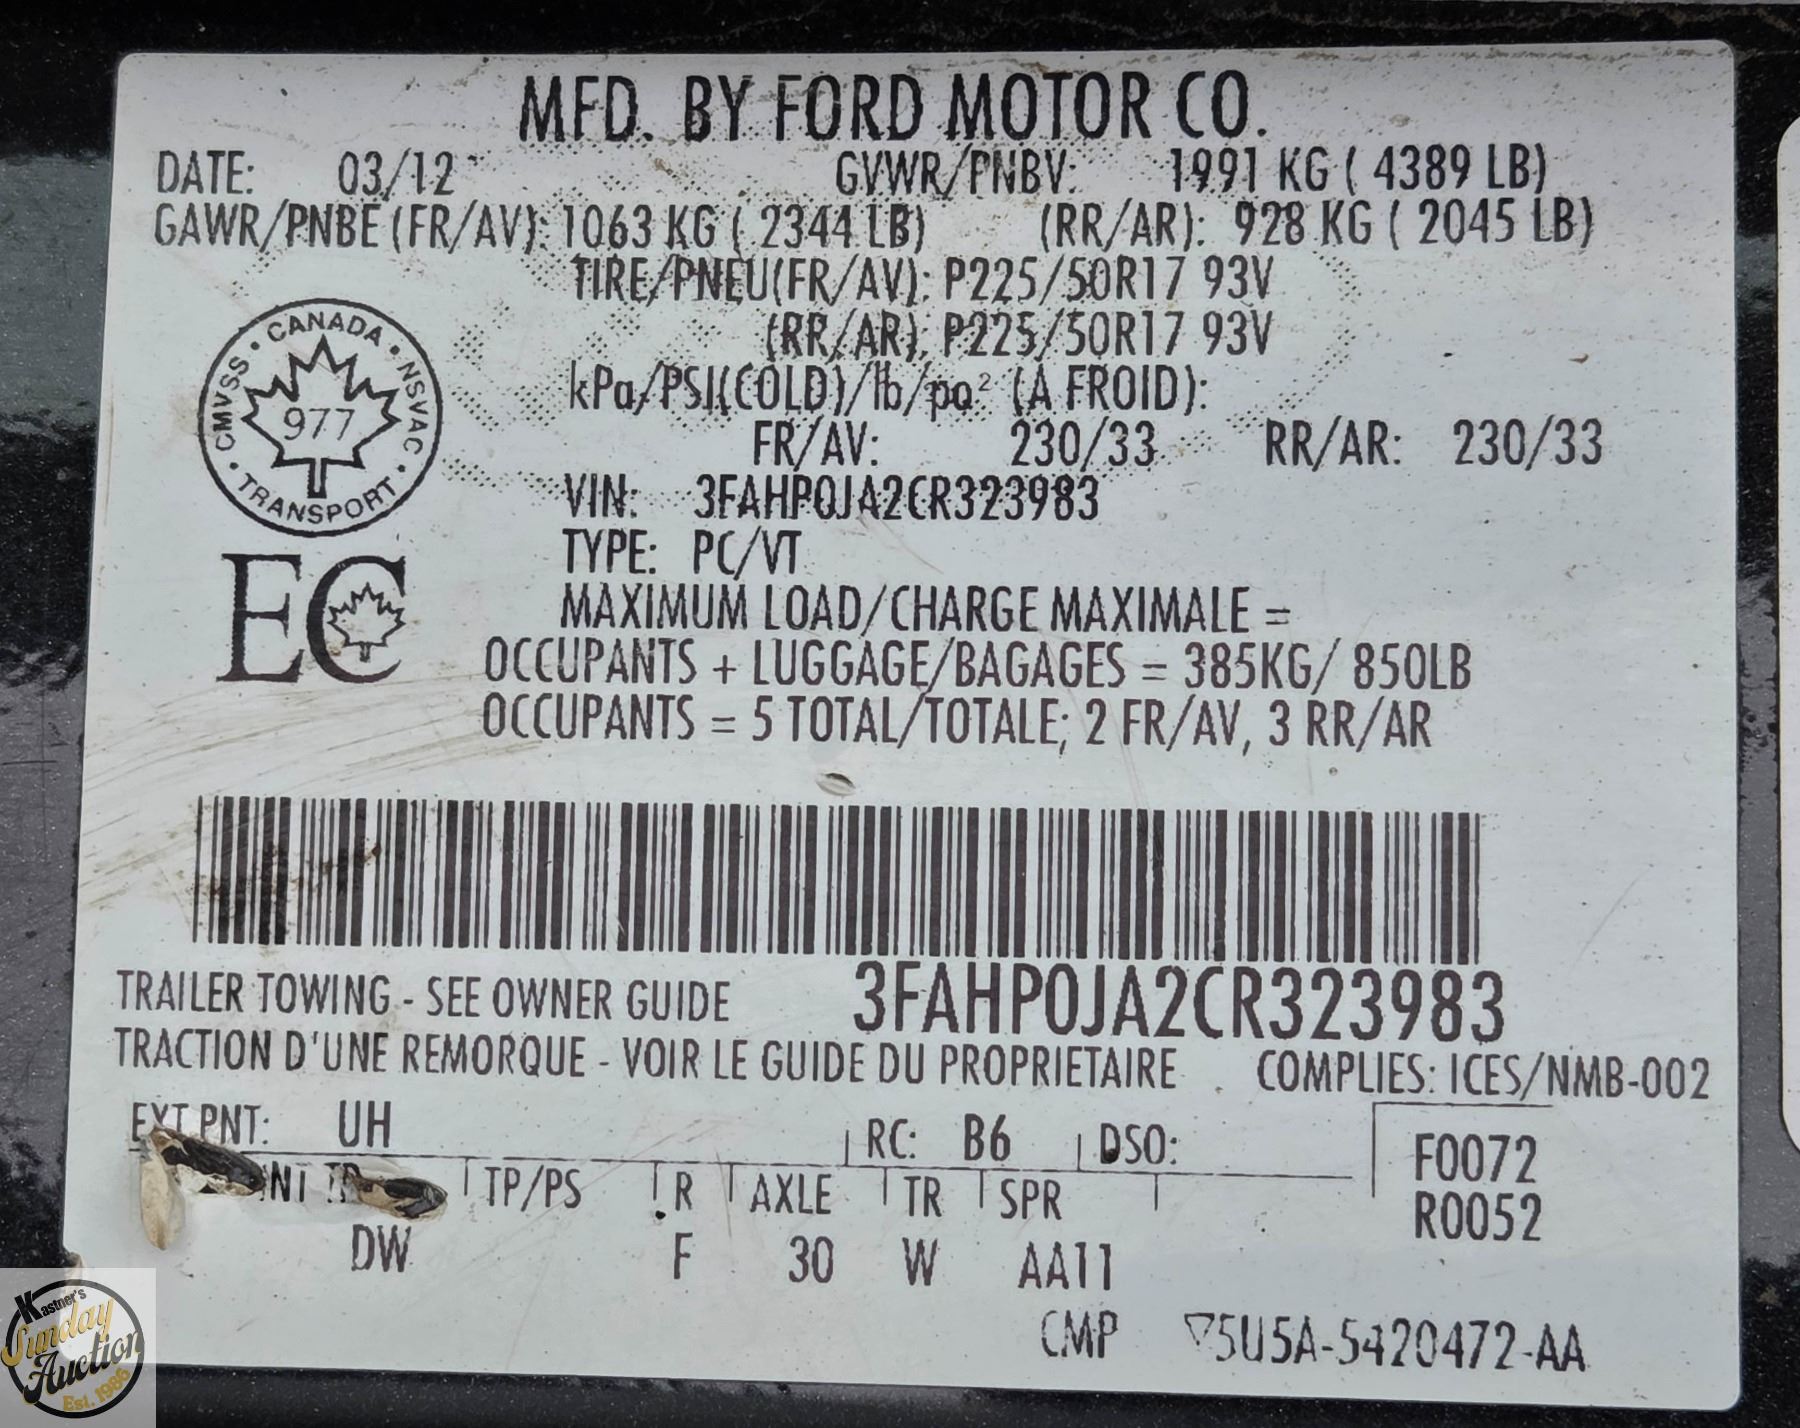 MFD. BY FORD MOTOR CO.
DATE: 03/12 GVWR/PNBV: 1991 KG ( 4389 LB)
GAWR/PNBE (FR/AV): 1063 KG ( 2344 LB) (RR/AR): 928 KG ( 2045 LB)
TIRE/PNEU(FR/AV): P225/50R17 93V
(RR/AR): P225/50R17 93V
kPa/PSI(COLD)/lb/po² (A FROID):
FR/AV: 230/33 RR/AR: 230/33
CANADA · NSVAC · TRANSPORT · CMVSS ·
977
VIN: 3FAHP0JA2CR323983
TYPE: PC/VT
EC
MAXIMUM LOAD/CHARGE MAXIMALE =
OCCUPANTS + LUGGAGE/BAGAGES = 385KG/ 850LB
OCCUPANTS = 5 TOTAL/TOTALE; 2 FR/AV, 3 RR/AR
TRAILER TOWING - SEE OWNER GUIDE 3FAHP0JA2CR323983
TRACTION D'UNE REMORQUE - VOIR LE GUIDE DU PROPRIETAIRE COMPLIES: ICES/NMB-002
EXT PNT: UH RC: B6 DSO: F0072
INT TR TP/PS R AXLE TR SPR R0052
DW F 30 W AA11
CMP ▽5U5A-5420472-AA
Kastner's
Sunday
Auction
Est. 1986